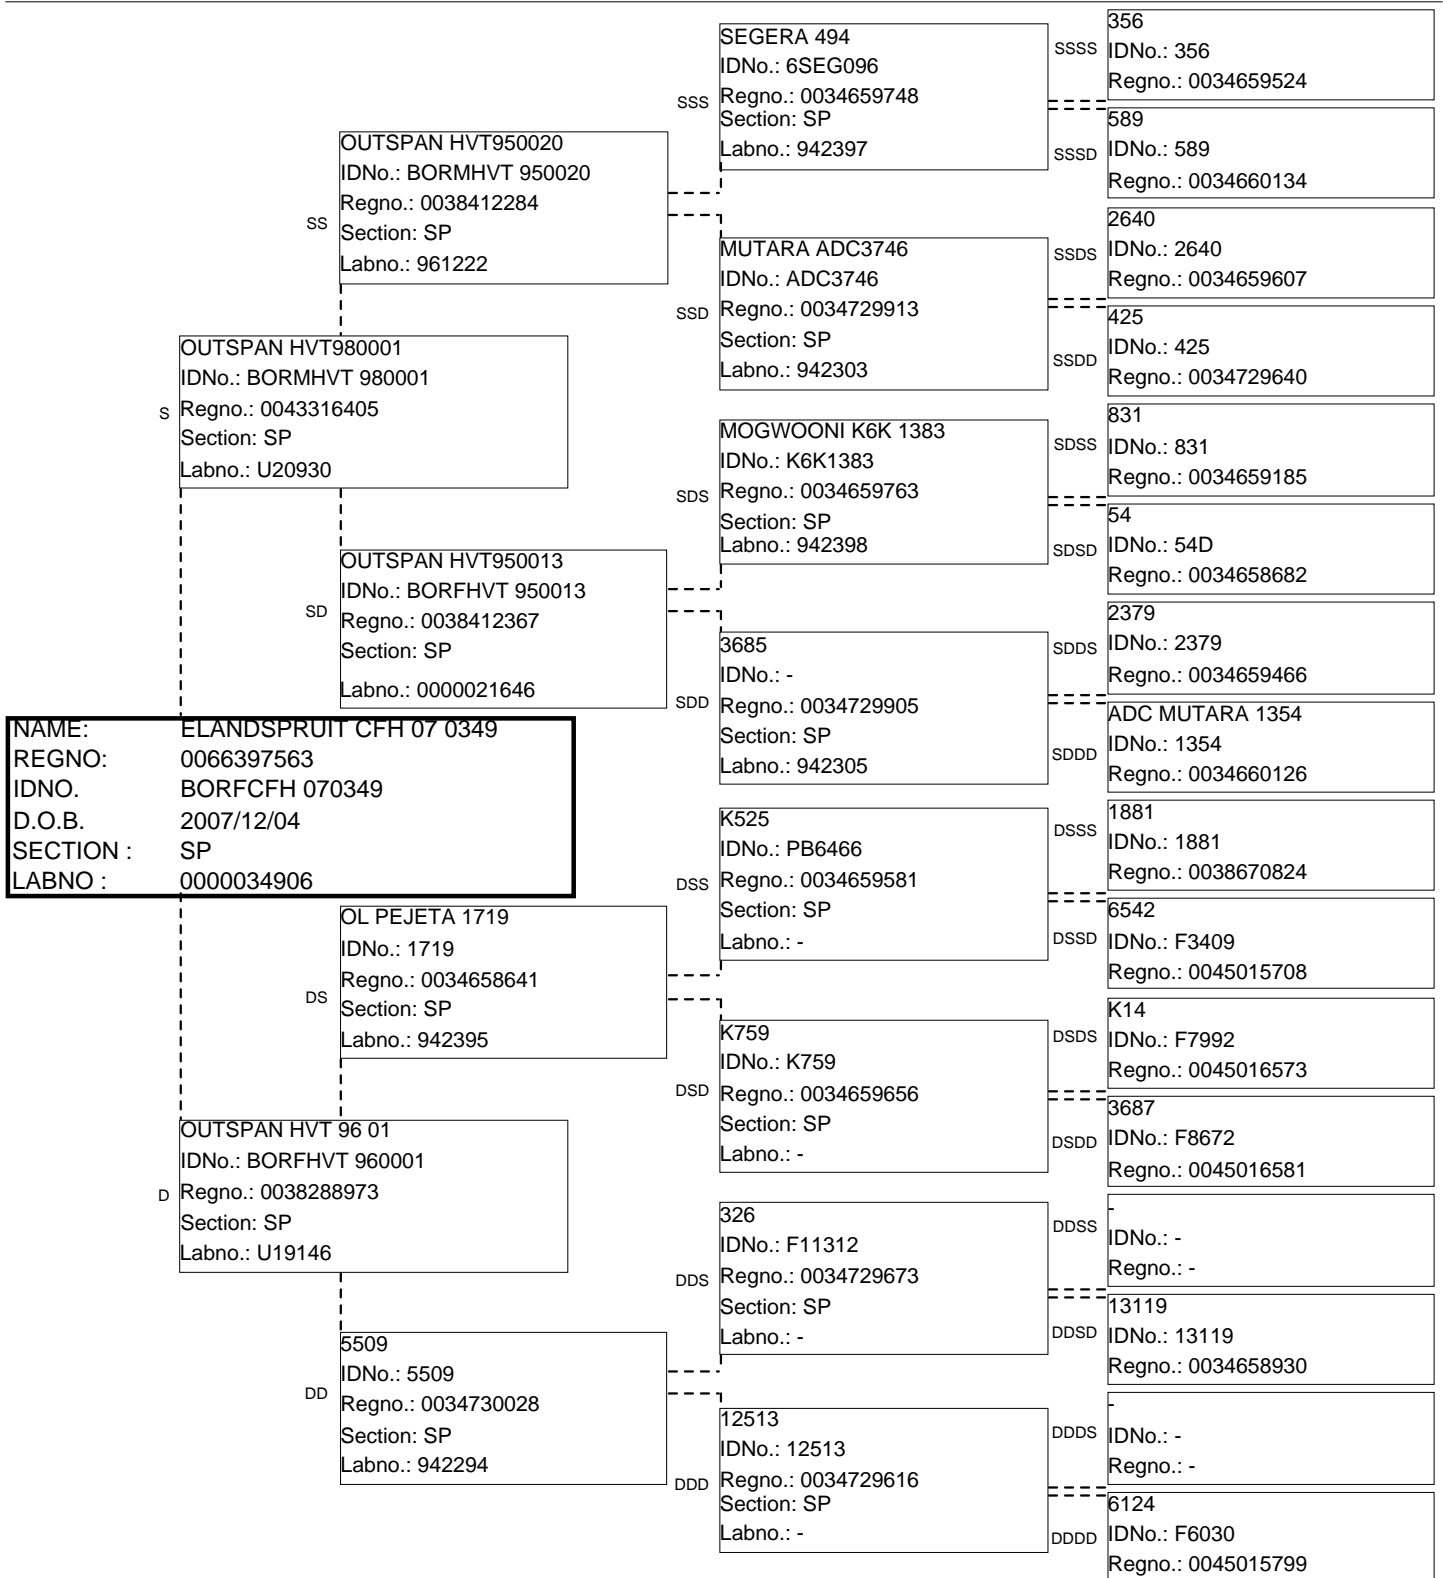 NAME: ELANDSPRUIT CFH 07 0349
REGNO: 0066397563
IDNO. BORFCFH 070349
D.O.B. 2007/12/04
SECTION : SP
LABNO : 0000034906
S
OUTSPAN HVT980001
IDNo.: BORMHVT 980001
Regno.: 0043316405
Section: SP
Labno.: U20930
D
OUTSPAN HVT 96 01
IDNo.: BORFHVT 960001
Regno.: 0038288973
Section: SP
Labno.: U19146
SS
OUTSPAN HVT950020
IDNo.: BORMHVT 950020
Regno.: 0038412284
Section: SP
Labno.: 961222
SD
OUTSPAN HVT950013
IDNo.: BORFHVT 950013
Regno.: 0038412367
Section: SP
Labno.: 0000021646
DS
OL PEJETA 1719
IDNo.: 1719
Regno.: 0034658641
Section: SP
Labno.: 942395
DD
5509
IDNo.: 5509
Regno.: 0034730028
Section: SP
Labno.: 942294
SSS
SEGERA 494
IDNo.: 6SEG096
Regno.: 0034659748
Section: SP
Labno.: 942397
SSD
MUTARA ADC3746
IDNo.: ADC3746
Regno.: 0034729913
Section: SP
Labno.: 942303
SDS
MOGWOONI K6K 1383
IDNo.: K6K1383
Regno.: 0034659763
Section: SP
Labno.: 942398
SDD
3685
IDNo.: -
Regno.: 0034729905
Section: SP
Labno.: 942305
DSS
K525
IDNo.: PB6466
Regno.: 0034659581
Section: SP
Labno.: -
DSD
K759
IDNo.: K759
Regno.: 0034659656
Section: SP
Labno.: -
DDS
326
IDNo.: F11312
Regno.: 0034729673
Section: SP
Labno.: -
DDD
12513
IDNo.: 12513
Regno.: 0034729616
Section: SP
Labno.: -
SSSS
356
IDNo.: 356
Regno.: 0034659524
SSSD
589
IDNo.: 589
Regno.: 0034660134
SSDS
2640
IDNo.: 2640
Regno.: 0034659607
SSDD
425
IDNo.: 425
Regno.: 0034729640
SDSS
831
IDNo.: 831
Regno.: 0034659185
SDSD
54
IDNo.: 54D
Regno.: 0034658682
SDDS
2379
IDNo.: 2379
Regno.: 0034659466
SDDD
ADC MUTARA 1354
IDNo.: 1354
Regno.: 0034660126
DSSS
1881
IDNo.: 1881
Regno.: 0038670824
DSSD
6542
IDNo.: F3409
Regno.: 0045015708
DSDS
K14
IDNo.: F7992
Regno.: 0045016573
DSDD
3687
IDNo.: F8672
Regno.: 0045016581
DDSS
-
IDNo.: -
Regno.: -
DDSD
13119
IDNo.: 13119
Regno.: 0034658930
DDDS
-
IDNo.: -
Regno.: -
DDDD
6124
IDNo.: F6030
Regno.: 0045015799